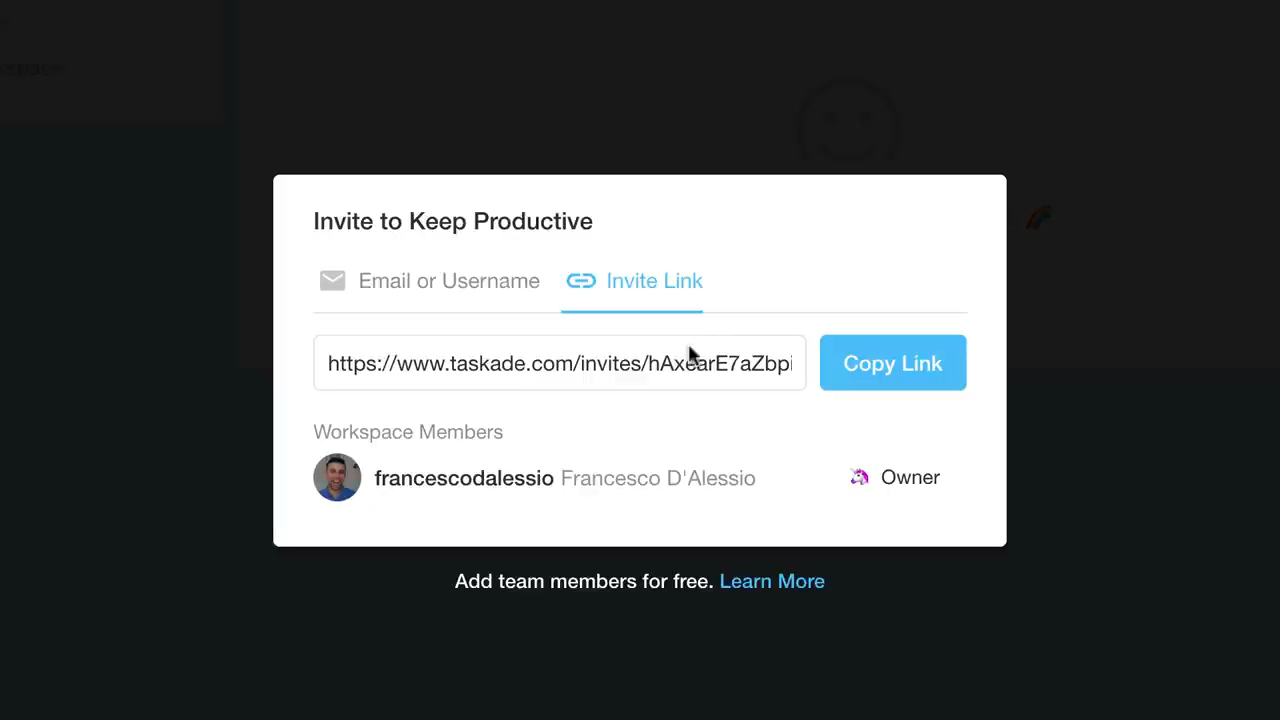 Invite to Keep Productive
Email or Username
Invite Link
https://www.taskade.com/invites/hAxearE7aZbpi
Copy Link
Workspace Members
francescodalessio Francesco D'Alessio
Owner
Add team members for free. Learn More